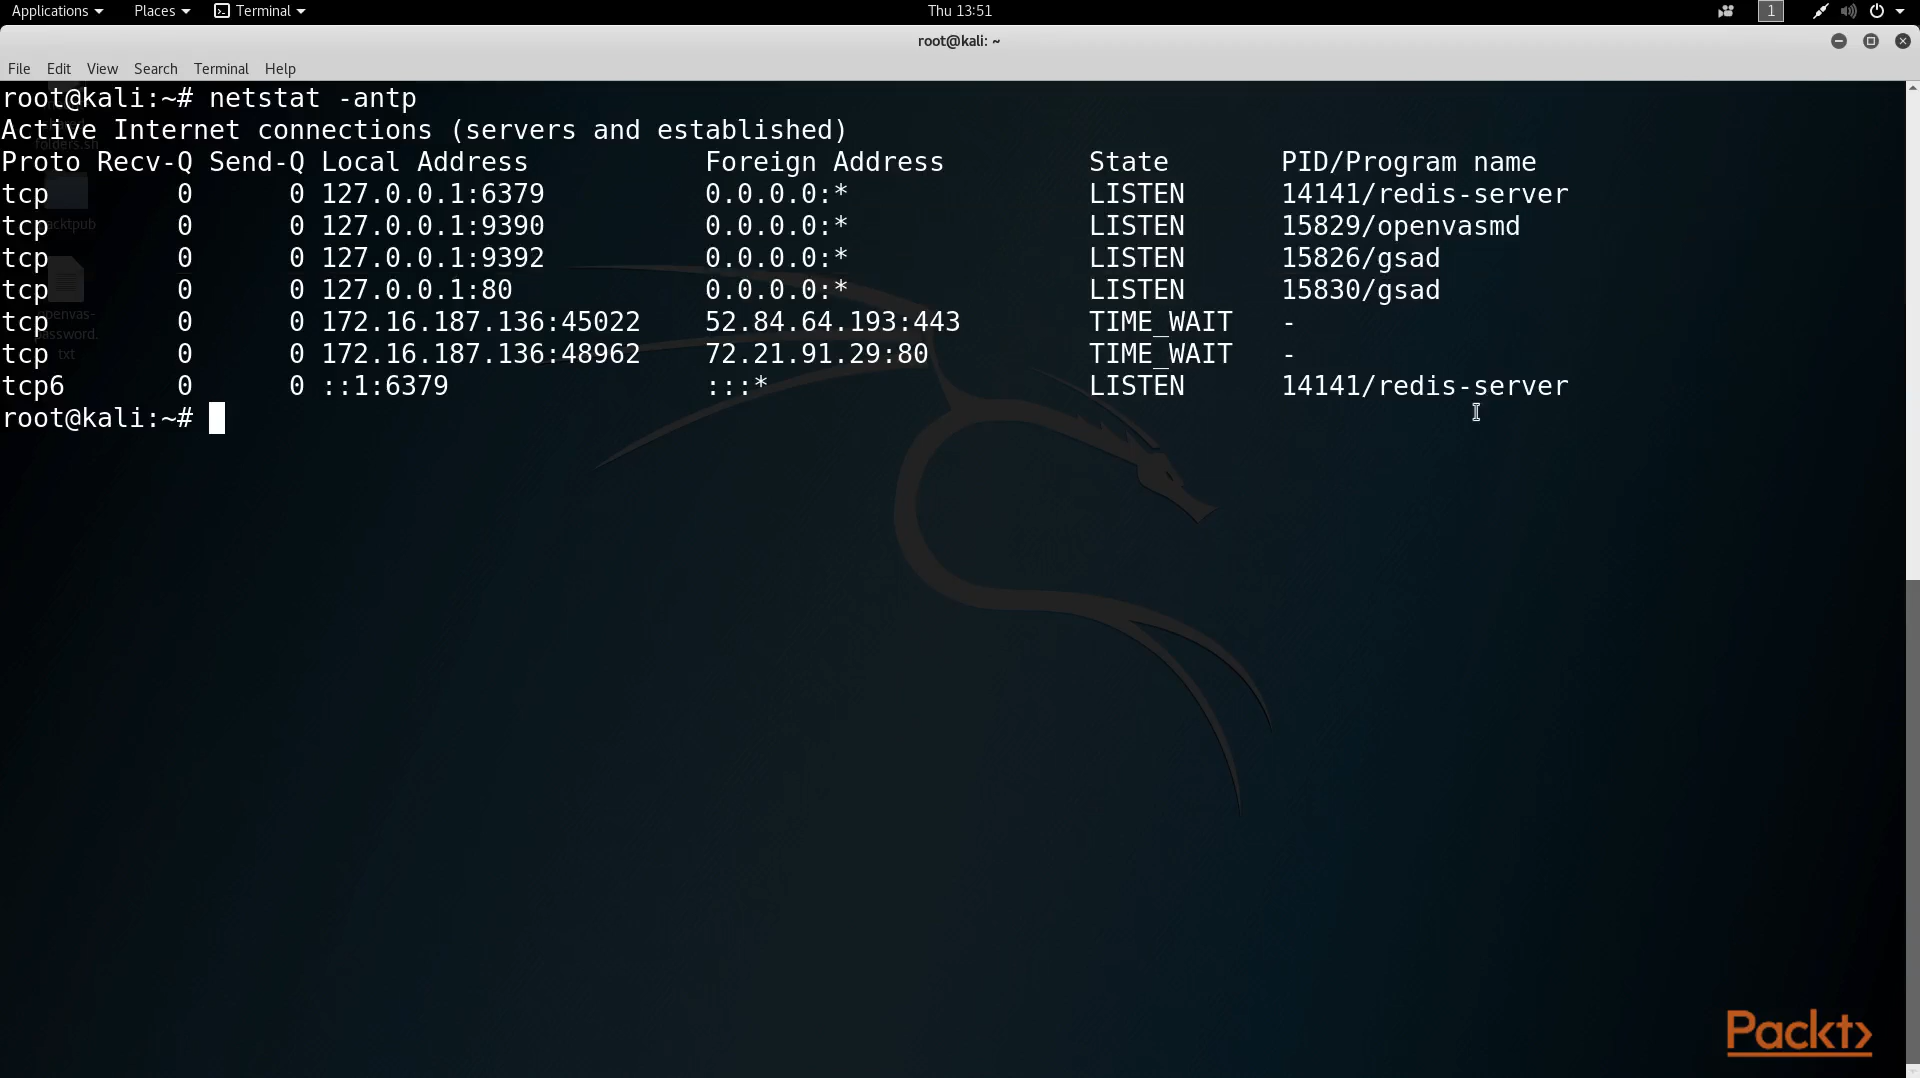 Applications Places Terminal Thu 13:51 1
root@kali: ~
File Edit View Search Terminal Help
root@kali:~# netstat -antp
Active Internet connections (servers and established)
Proto Recv-Q Send-Q Local Address Foreign Address State PID/Program name
tcp 0 0 127.0.0.1:6379 0.0.0.0:* LISTEN 14141/redis-server
tcp 0 0 127.0.0.1:9390 0.0.0.0:* LISTEN 15829/openvasmd
tcp 0 0 127.0.0.1:9392 0.0.0.0:* LISTEN 15826/gsad
tcp 0 0 127.0.0.1:80 0.0.0.0:* LISTEN 15830/gsad
tcp 0 0 172.16.187.136:45022 52.84.64.193:443 TIME_WAIT -
tcp 0 0 172.16.187.136:48962 72.21.91.29:80 TIME_WAIT -
tcp6 0 0 ::1:6379 :::* LISTEN 14141/redis-server
root@kali:~#
folders.sh
password.
txt
Packt